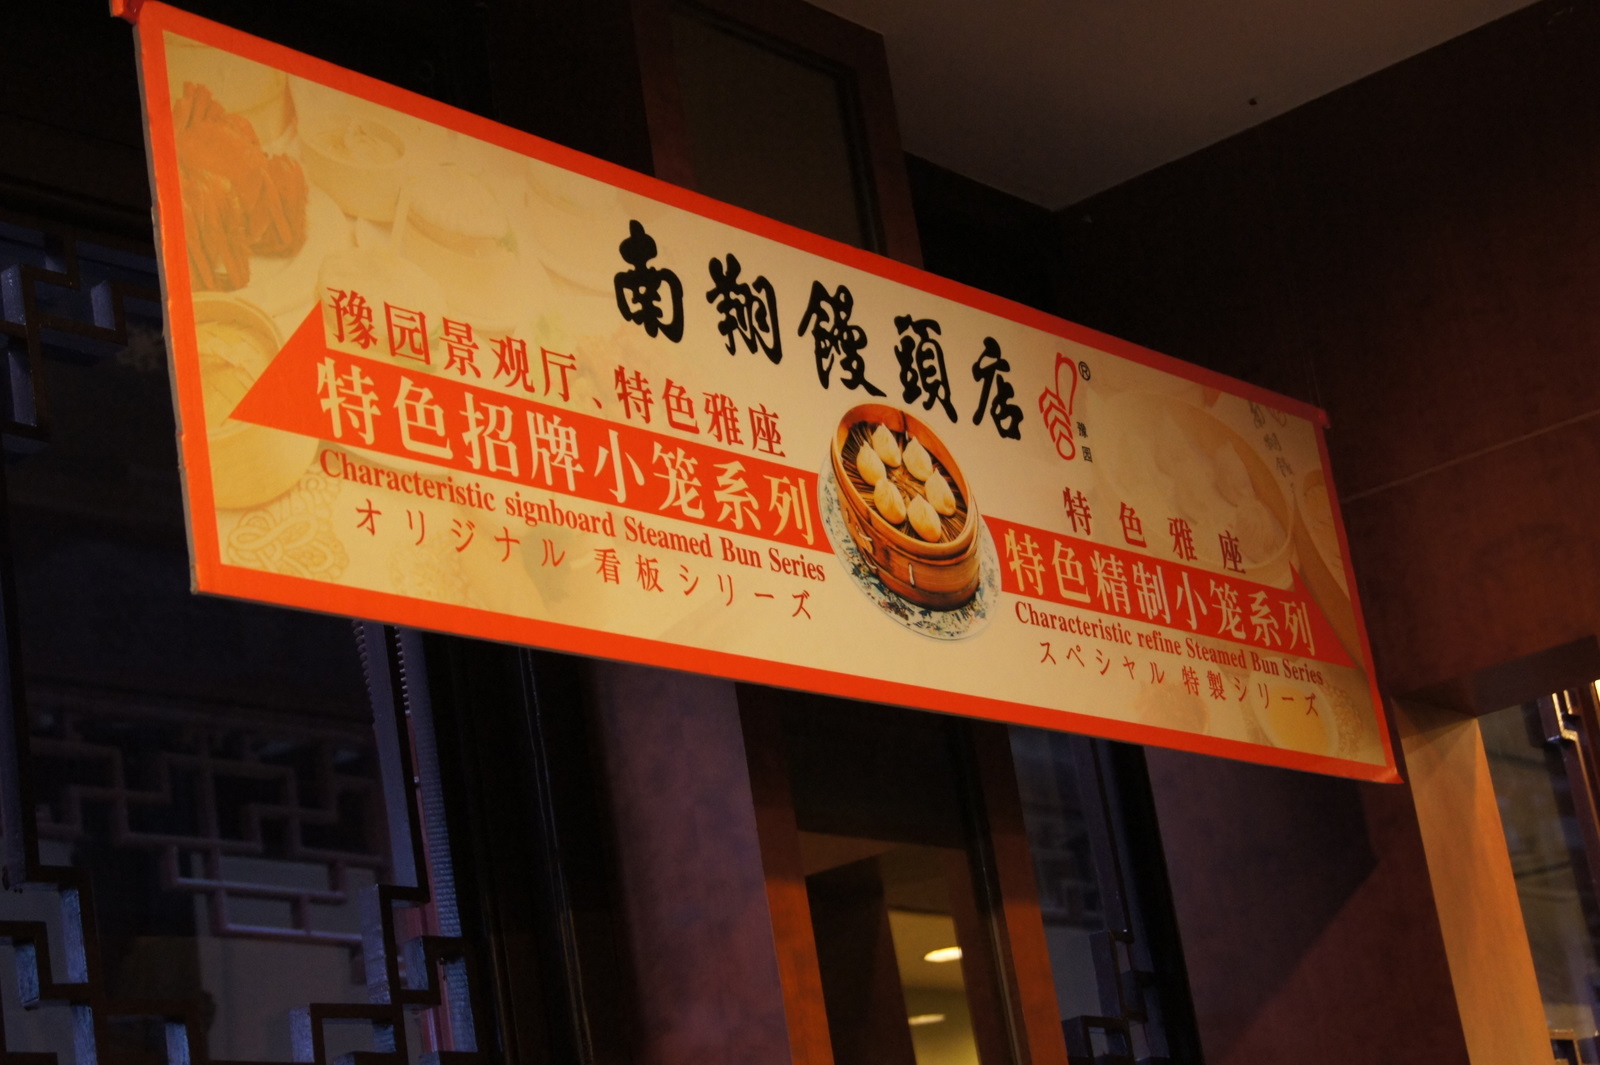 南翔饅頭店
®
豫园
豫园景观厅、特色雅座
特色招牌小笼系列
Characteristic signboard Steamed Bun Series
オリジナル 看板シリーズ
特色雅座
特色精制小笼系列
Characteristic refine Steamed Bun Series
スペシャル 特製シリーズ